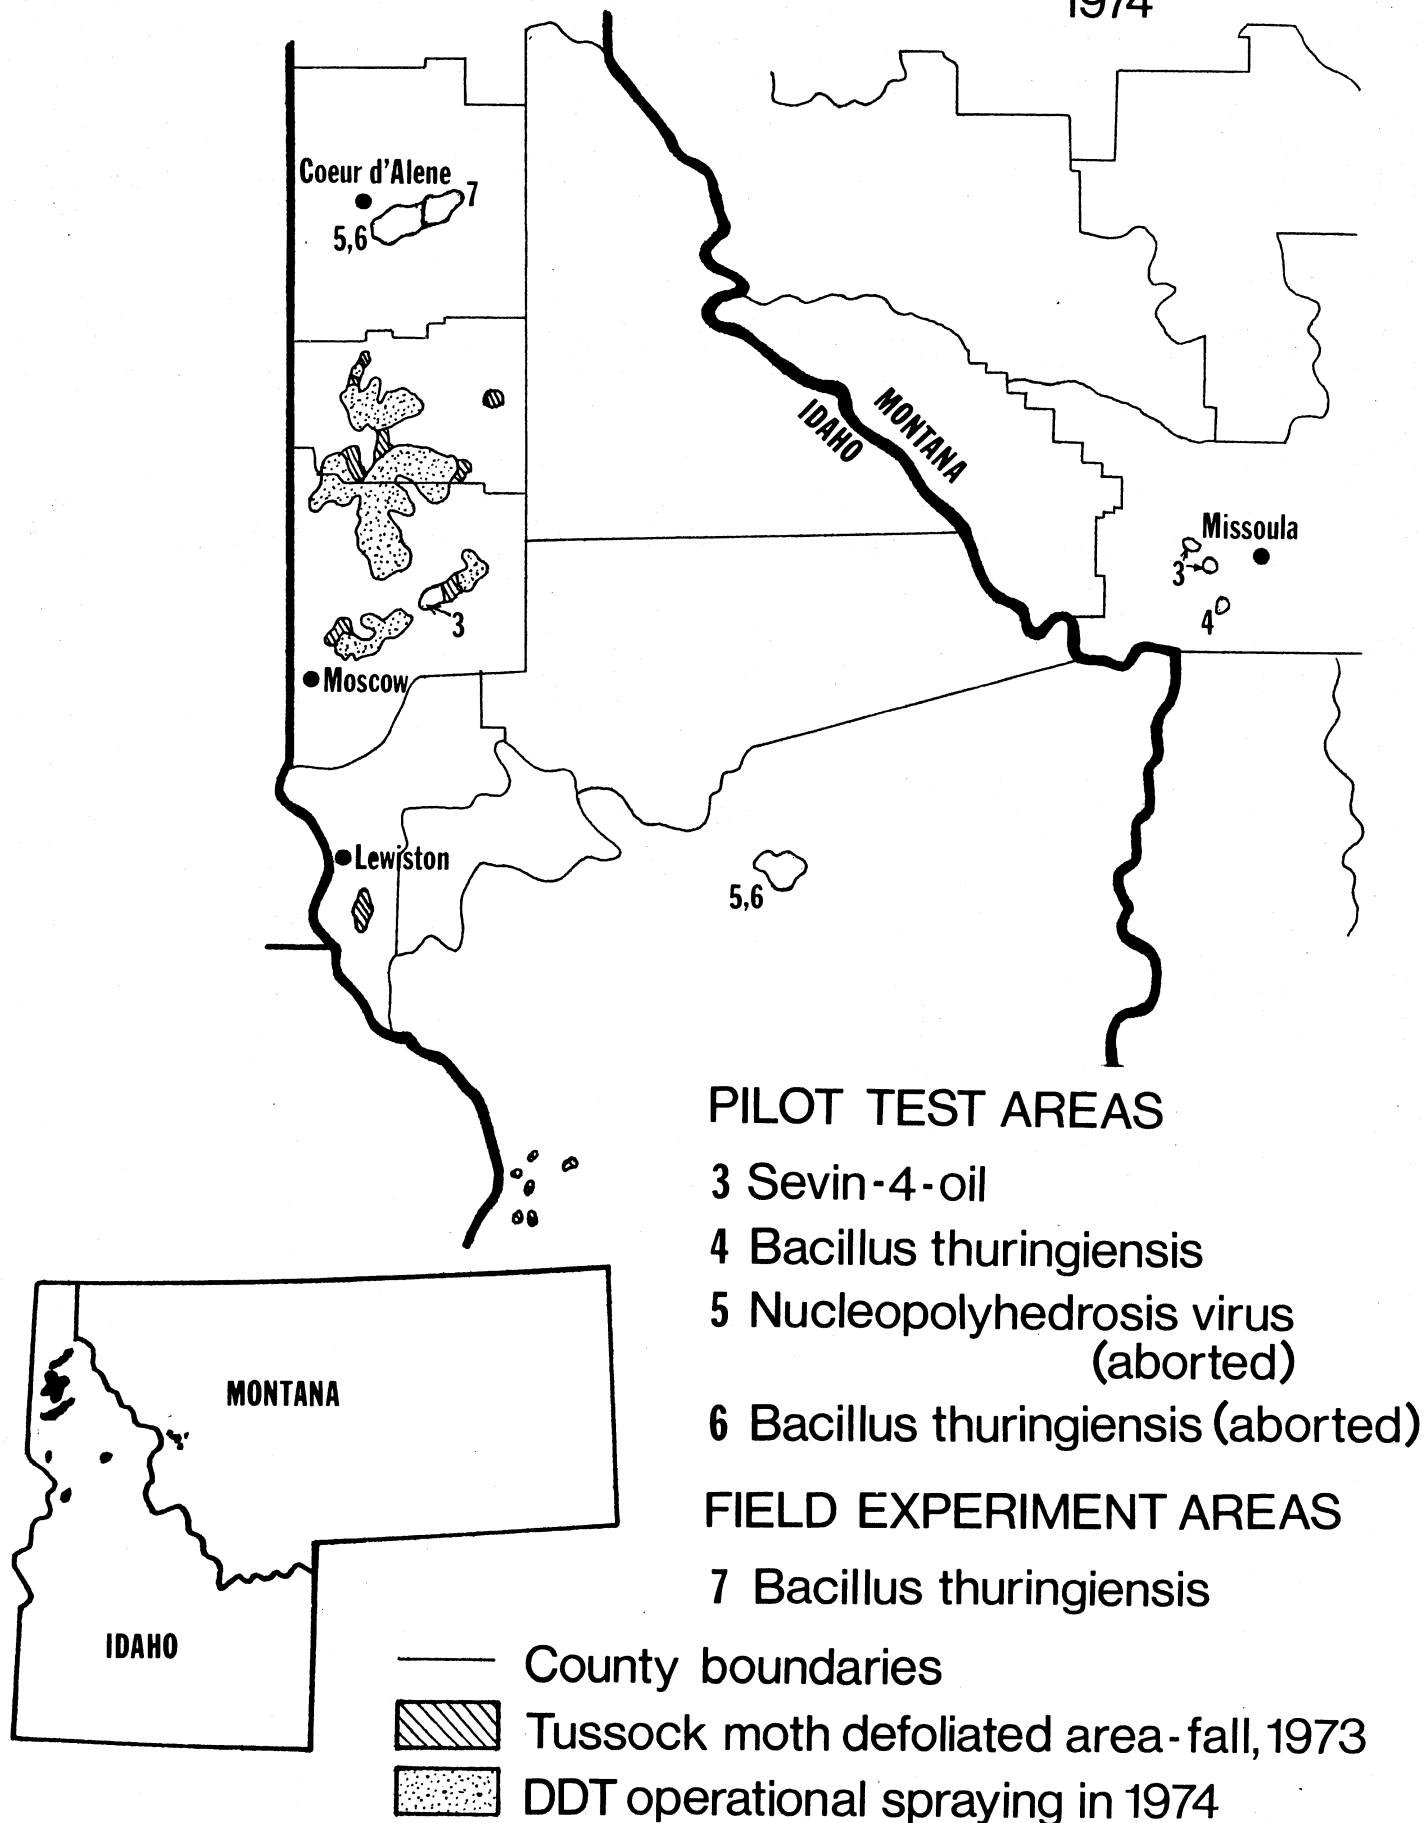 1974
Coeur d'Alene
7
5,6
MONTANA
IDAHO
Missoula
3
4
3
Moscow
Lewiston
5,6
PILOT TEST AREAS
3 Sevin-4-oil
4 Bacillus thuringiensis
5 Nucleopolyhedrosis virus
(aborted)
6 Bacillus thuringiensis (aborted)
FIELD EXPERIMENT AREAS
7 Bacillus thuringiensis
MONTANA
IDAHO
County boundaries
Tussock moth defoliated area-fall, 1973
DDT operational spraying in 1974